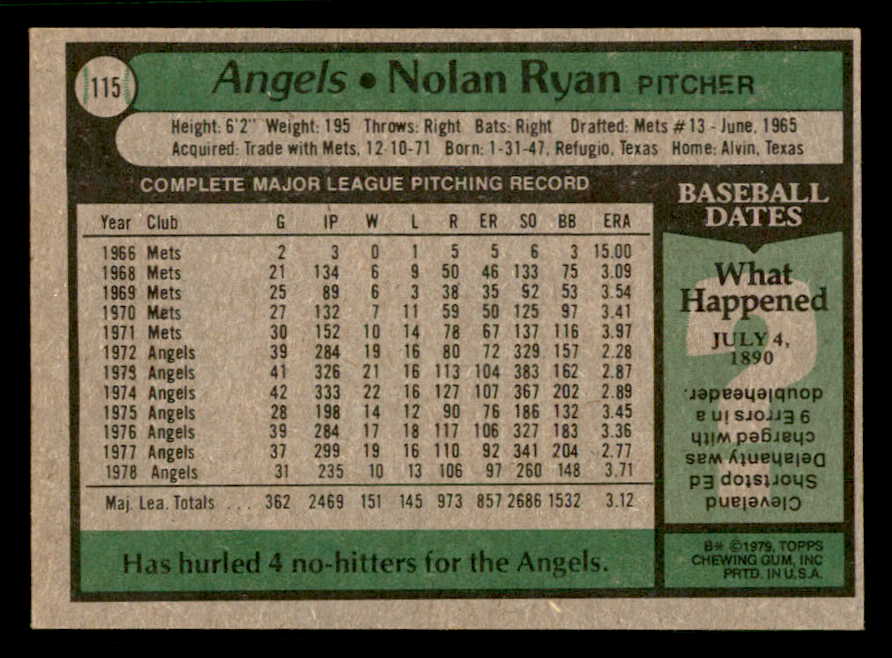 115
Angels • Nolan Ryan PITCHER
Height: 6'2" Weight: 195 Throws: Right Bats: Right Drafted: Mets #13 - June, 1965
Acquired: Trade with Mets, 12-10-71 Born: 1-31-47, Refugio, Texas Home: Alvin, Texas
COMPLETE MAJOR LEAGUE PITCHING RECORD
Year Club G IP W L R ER SO BB ERA
1966 Mets 2 3 0 1 5 5 6 3 15.00
1968 Mets 21 134 6 9 50 46 133 75 3.09
1969 Mets 25 89 6 3 38 35 92 53 3.54
1970 Mets 27 132 7 11 59 50 125 97 3.41
1971 Mets 30 152 10 14 78 67 137 116 3.97
1972 Angels 39 284 19 16 80 72 329 157 2.28
1973 Angels 41 326 21 16 113 104 383 162 2.87
1974 Angels 42 333 22 16 127 107 367 202 2.89
1975 Angels 28 198 14 12 90 76 186 132 3.45
1976 Angels 39 284 17 18 117 106 327 183 3.36
1977 Angels 37 299 19 16 110 92 341 204 2.77
1978 Angels 31 235 10 13 106 97 260 148 3.71
Maj. Lea. Totals ... 362 2469 151 145 973 857 2686 1532 3.12
Has hurled 4 no-hitters for the Angels.
BASEBALL
DATES
What
Happened
?
JULY 4,
1890
Cleveland
Shortstop Ed
Delahanty was
charged with
9 Errors in a
doubleheader.
B* ©1979, TOPPS
CHEWING GUM, INC
PRTD. IN U.S.A.